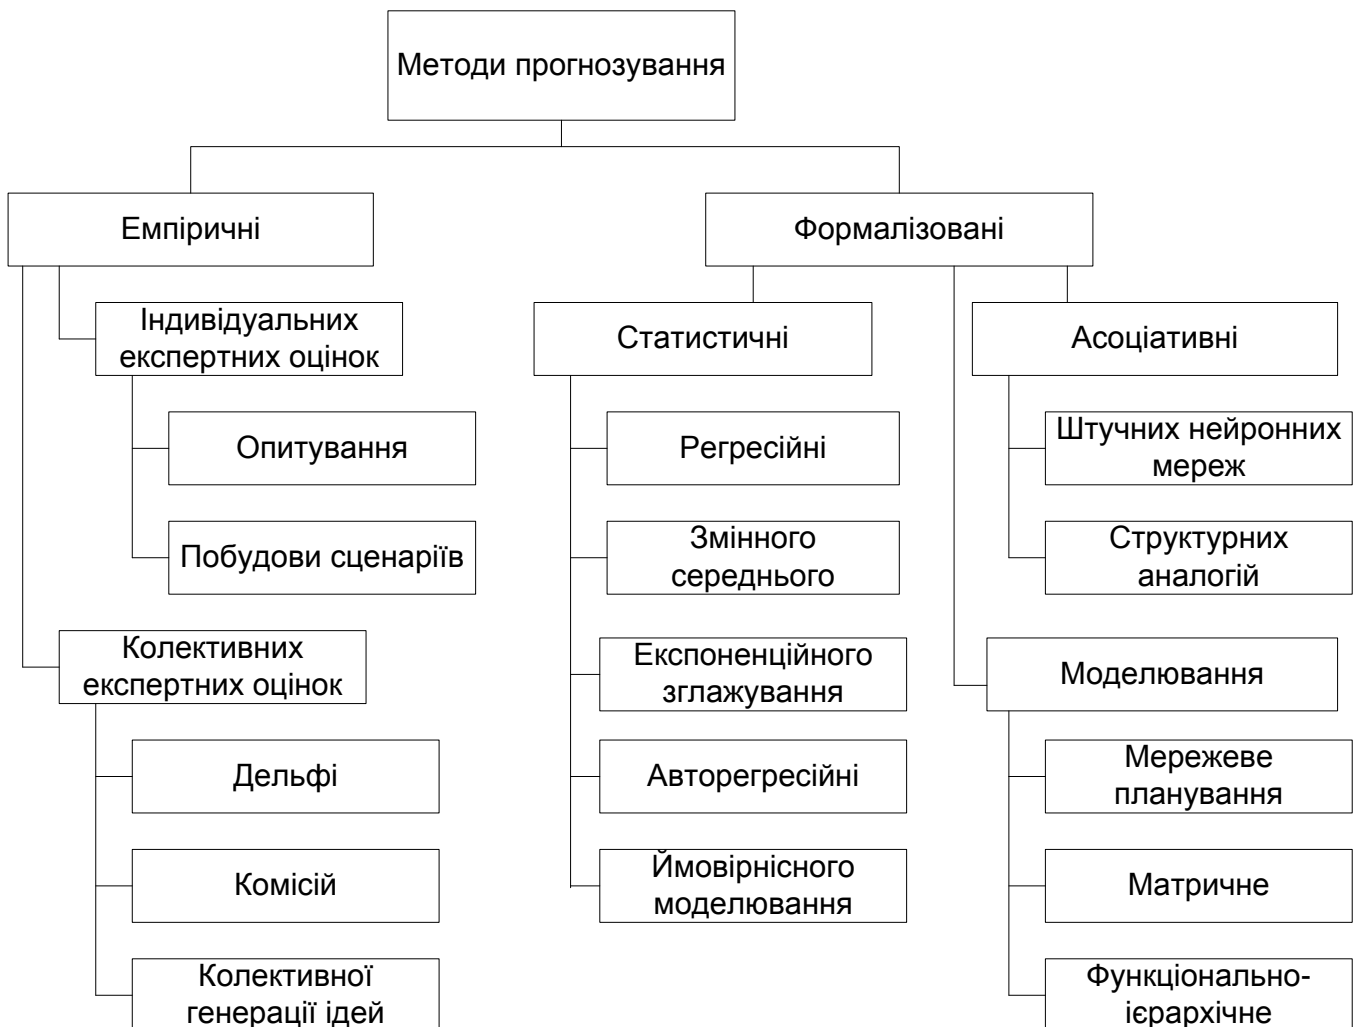 Методи прогнозування
Емпіричні
Індивідуальних
експертних оцінок
Опитування
Побудови сценаріїв
Колективних
експертних оцінок
Дельфі
Комісій
Колективної
генерації ідей
Формалізовані
Статистичні
Регресійні
Змінного
середнього
Експоненційного
зглажування
Авторегресійні
Ймовірнісного
моделювання
Асоціативні
Штучних нейронних
мереж
Структурних
аналогій
Моделювання
Мережеве
планування
Матричне
Функціонально-
ієрархічне